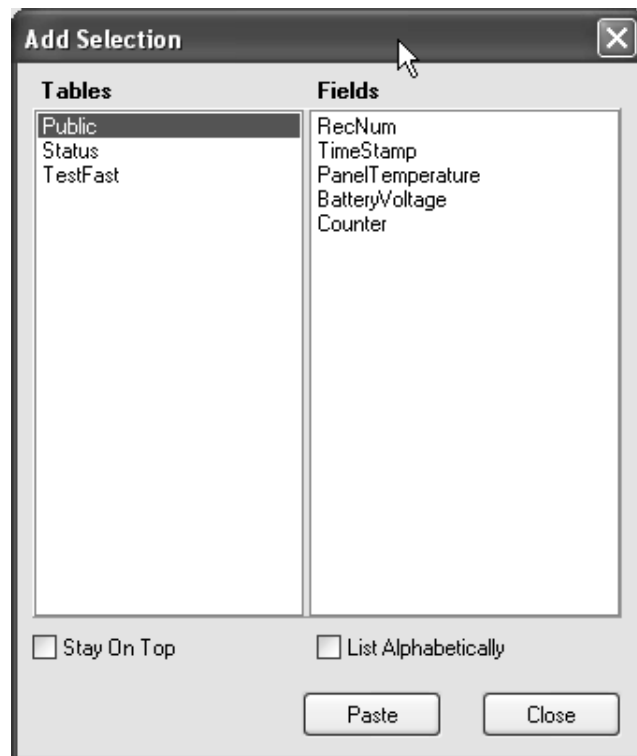 Add Selection
Tables
Fields
Public
Status
TestFast
RecNum
TimeStamp
PanelTemperature
BatteryVoltage
Counter
Stay On Top
List Alphabetically
Paste
Close